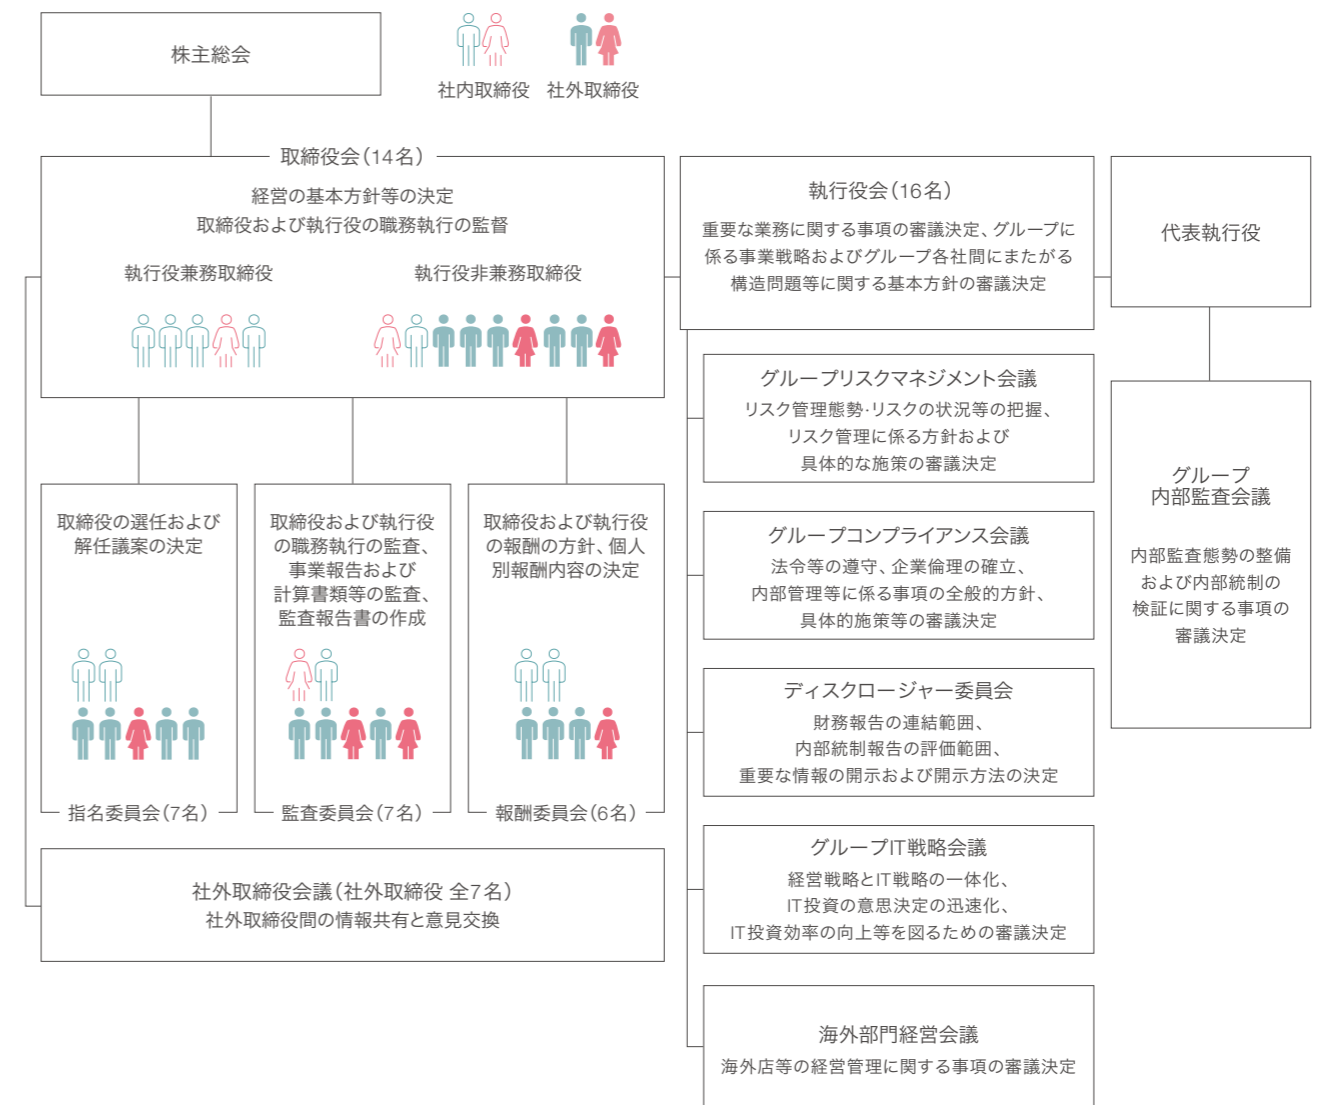 株主総会
社内取締役
社外取締役
取締役会（14名）
経営の基本方針等の決定
取締役および執行役の職務執行の監督
執行役兼務取締役
執行役非兼務取締役
取締役の選任および
解任議案の決定
指名委員会（7名）
取締役および執行役
の職務執行の監査、
事業報告および
計算書類等の監査、
監査報告書の作成
監査委員会（7名）
取締役および執行役
の報酬の方針、個人
別報酬内容の決定
報酬委員会（6名）
社外取締役会議（社外取締役 全7名）
社外取締役間の情報共有と意見交換
執行役会（16名）
重要な業務に関する事項の審議決定、グループに
係る事業戦略およびグループ各社間にまたがる
構造問題等に関する基本方針の審議決定
グループリスクマネジメント会議
リスク管理態勢・リスクの状況等の把握、
リスク管理に係る方針および
具体的な施策の審議決定
グループコンプライアンス会議
法令等の遵守、企業倫理の確立、
内部管理等に係る事項の全般的方針、
具体的施策等の審議決定
ディスクロージャー委員会
財務報告の連結範囲、
内部統制報告の評価範囲、
重要な情報の開示および開示方法の決定
グループIT戦略会議
経営戦略とIT戦略の一体化、
IT投資の意思決定の迅速化、
IT投資効率の向上等を図るための審議決定
海外部門経営会議
海外店等の経営管理に関する事項の審議決定
代表執行役
グループ
内部監査会議
内部監査態勢の整備
および内部統制の
検証に関する事項の
審議決定